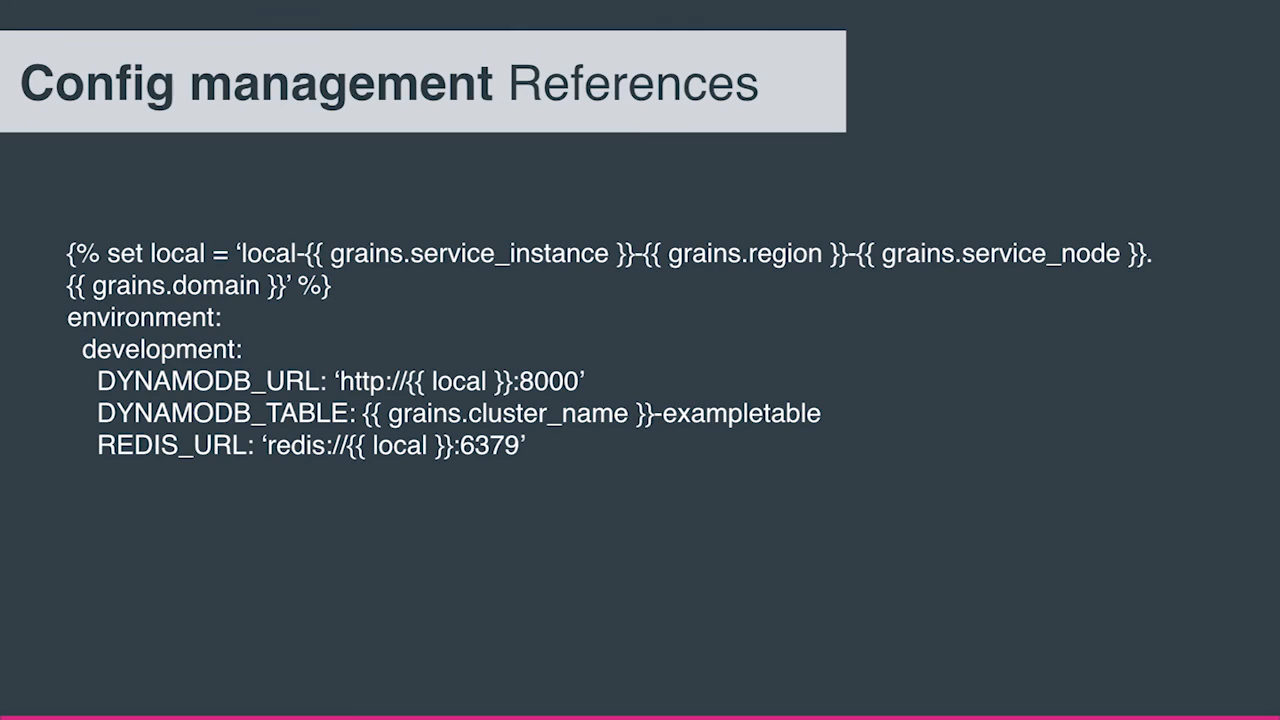 Config management References
{% set local = ‘local-{{ grains.service_instance }}-{{ grains.region }}-{{ grains.service_node }}.
{{ grains.domain }}’ %}
environment:
  development:
    DYNAMODB_URL: ‘http://{{ local }}:8000’
    DYNAMODB_TABLE: {{ grains.cluster_name }}-exampletable
    REDIS_URL: ‘redis://{{ local }}:6379’